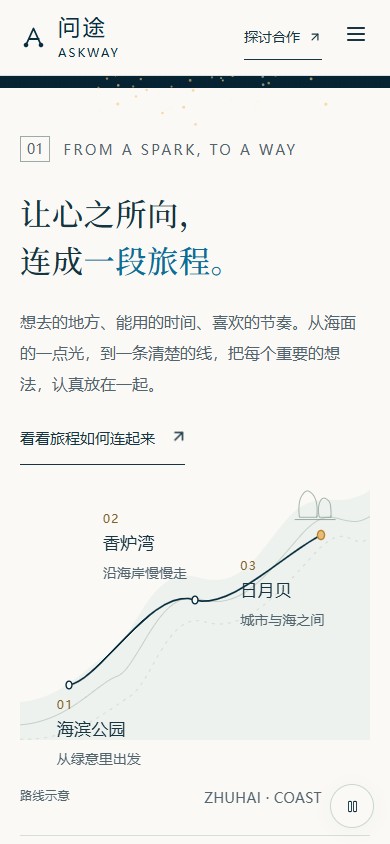 问途
ASKWAY
探讨合作
01 FROM A SPARK, TO A WAY
让心之所向，
连成一段旅程。
想去的地方、能用的时间、喜欢的节奏。从海面
的一点光，到一条清楚的线，把每个重要的想
法，认真放在一起。
看看旅程如何连起来
02
香炉湾
沿海岸慢慢走
03
日月贝
城市与海之间
01
海滨公园
从绿意里出发
路线示意
ZHUHAI · COAST